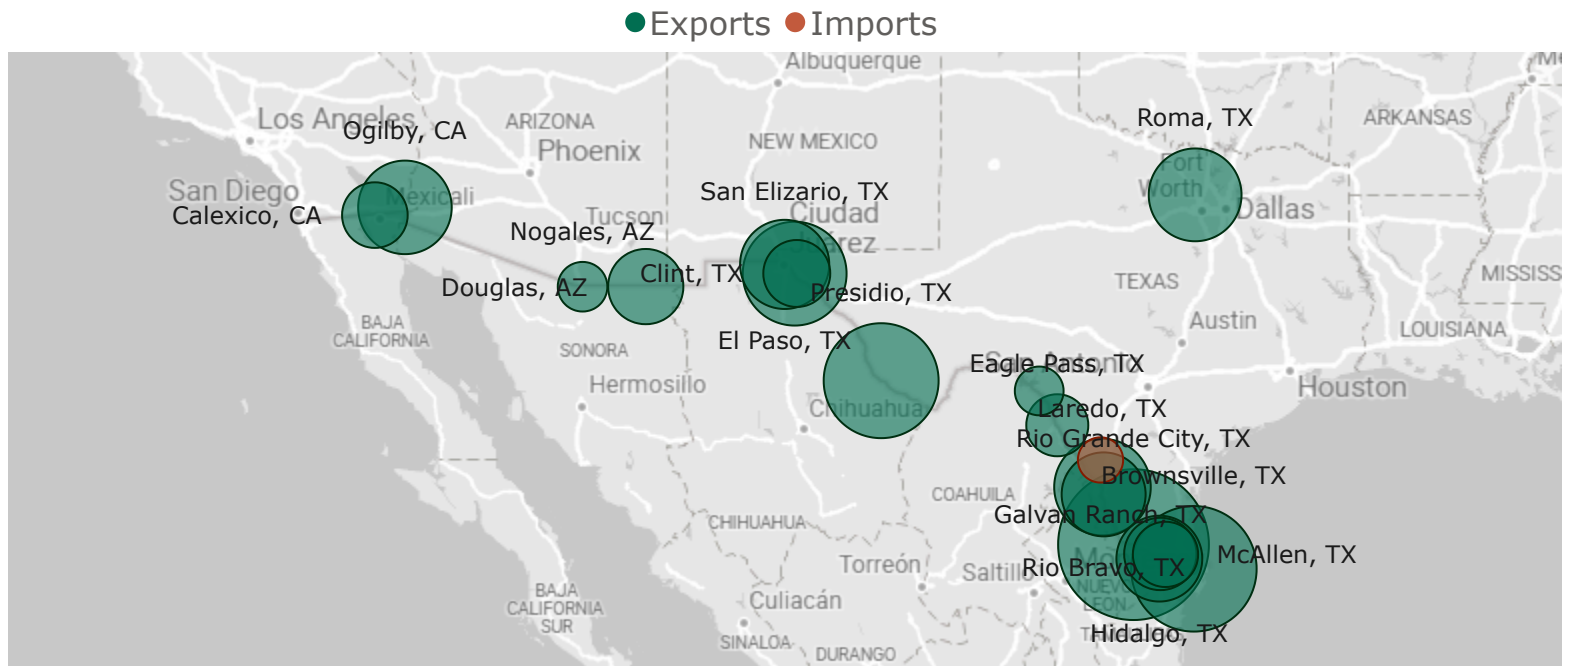 Exports Imports
Albuquerque
Los Angeles
Ogilby, CA
ARIZONA
Phoenix
NEW MEXICO
Roma, TX
ARKANSAS
Fort
Worth
Dallas
San Diego
Mexicali
Calexico, CA
San Elizario, TX
Ciudad
Juárez
Tucson
Nogales, AZ
Douglas, AZ
Clint, TX
Presidio, TX
TEXAS
MISSISS
BAJA
CALIFORNIA
SONORA
El Paso, TX
Austin
LOUISIANA
Hermosillo
Chihuahua
San Antonio
Eagle Pass, TX
Houston
Laredo, TX
Rio Grande City, TX
Brownsville, TX
COAHUILA
Galvan Ranch, TX
CHIHUAHUA
McAllen, TX
Torreón
Saltillo
Rio Bravo, TX
NUEVO
LEON
BAJA
CALIFORNIA
SUR
Culiacán
SINALOA
DURANGO
Hidalgo, TX